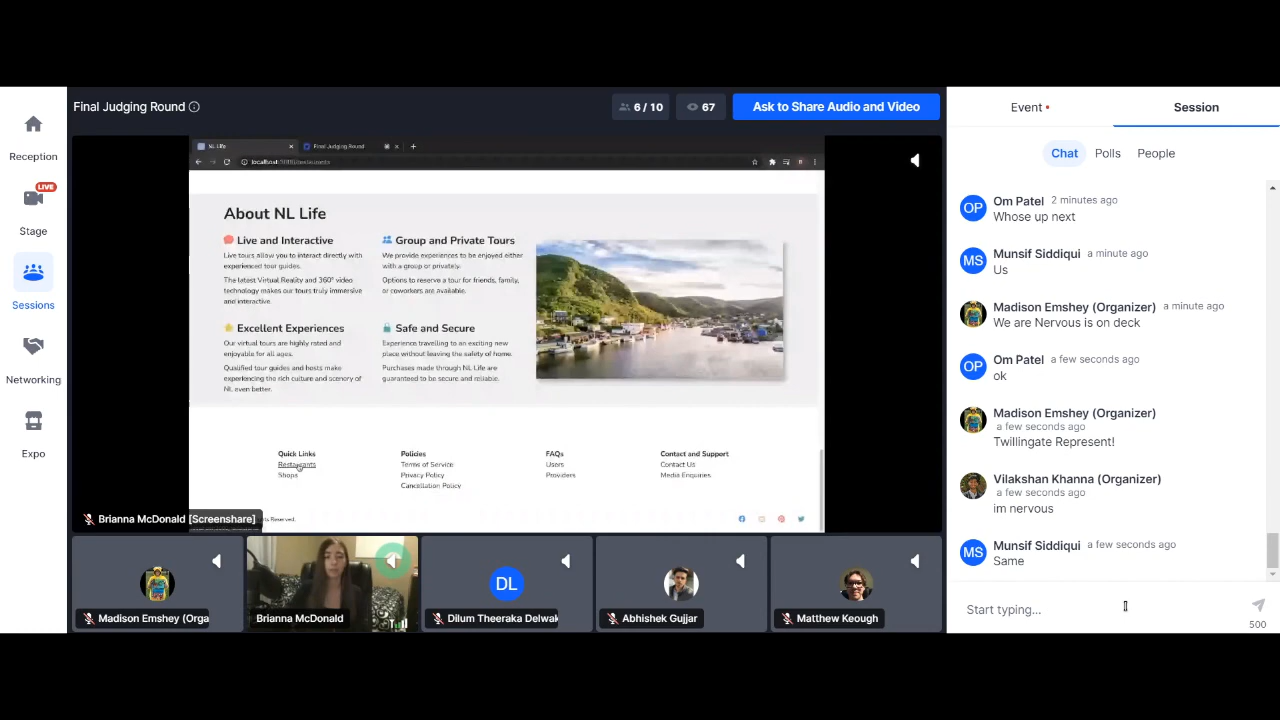 Final Judging Round
6 / 10
67
Ask to Share Audio and Video
Event
Session
Reception
LIVE
Stage
Sessions
Networking
Expo
NL Life
Final Judging Round
About NL Life
Live and Interactive
Live tours allow you to interact directly with
experienced tour guides.
The latest Virtual Reality and 360° video
technology makes our tours truly immersive
and interactive.
Group and Private Tours
We provide experiences to be enjoyed either
with a group or privately.
Options to reserve a tour for friends, family,
or coworkers are available.
Excellent Experiences
Our virtual tours are highly rated and
enjoyable for all ages.
Qualified tour guides and hosts make
experiencing the rich culture and scenery of
NL even better.
Safe and Secure
Experience travelling to an exciting new
place without leaving the safety of home.
Purchases made through NL Life are
guaranteed to be secure and reliable.
Quick Links
Restaurants
Shops
Policies
Terms of Service
Privacy Policy
Cancellation Policy
FAQs
Users
Providers
Contact and Support
Contact Us
Media Enquiries
Reserved.
Brianna McDonald [Screenshare]
Madison Emshey (Orga
Brianna McDonald
DL
Dilum Theeraka Delwak
Abhishek Gujjar
Matthew Keough
Chat
Polls
People
OP
Om Patel 2 minutes ago
Whose up next
MS
Munsif Siddiqui a minute ago
Us
Madison Emshey (Organizer) a minute ago
We are Nervous is on deck
OP
Om Patel a few seconds ago
ok
Madison Emshey (Organizer)
a few seconds ago
Twillingate Represent!
Vilakshan Khanna (Organizer)
a few seconds ago
im nervous
MS
Munsif Siddiqui a few seconds ago
Same
Start typing...
500